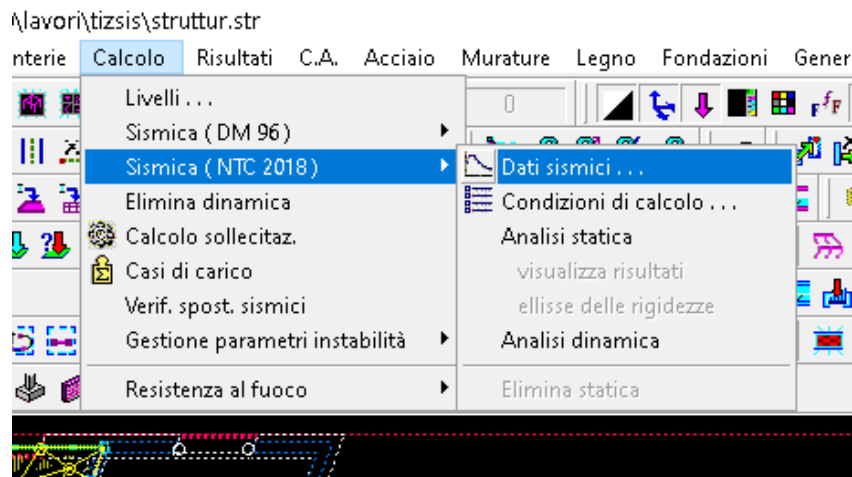 \lavori\tizsis\struttur.str
nterie Calcolo Risultati C.A. Acciaio Murature Legno Fondazioni Gener
Livelli . . .
Sismica ( DM 96 )
Sismica ( NTC 2018 )
Elimina dinamica
Calcolo sollecitaz.
Casi di carico
Verif. spost. sismici
Gestione parametri instabilità
Resistenza al fuoco
0
Dati sismici . . .
Condizioni di calcolo . . .
Analisi statica
visualizza risultati
ellisse delle rigidezze
Analisi dinamica
Elimina statica